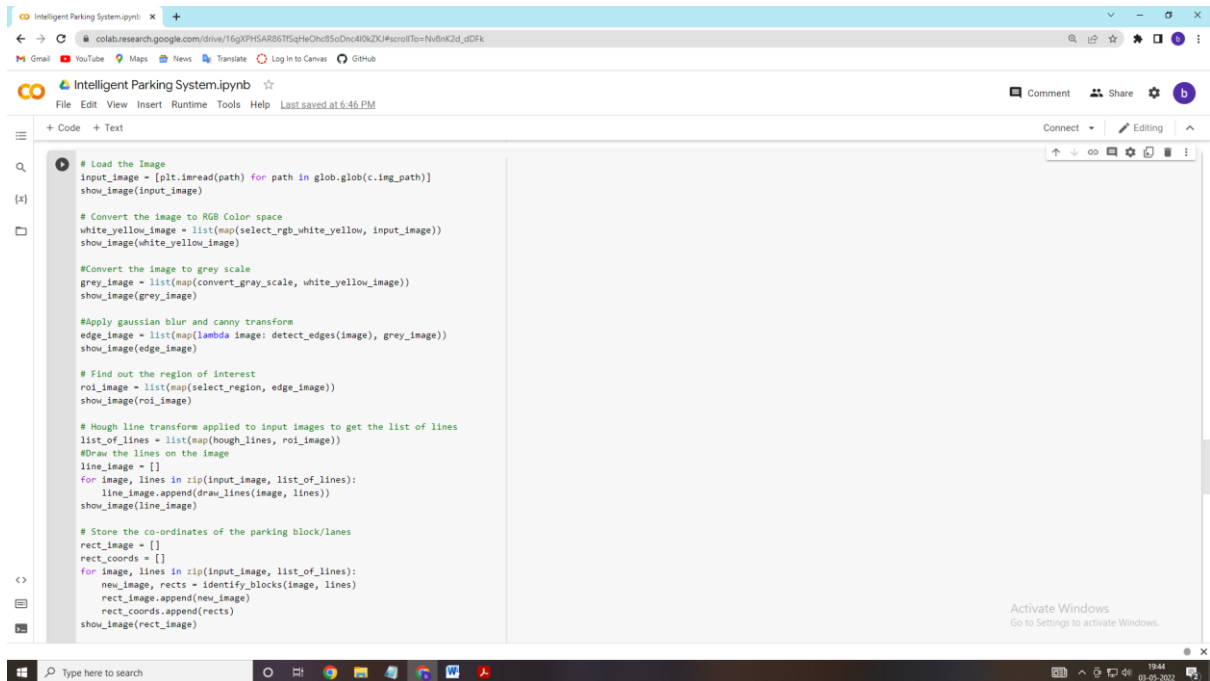 Intelligent Parking System.ipynb
colab.research.google.com/drive/16gXPHSAR86TfSqHeOhc85oDnc4l0kZKJ#scrollTo=Nv8nK2d_dDFk
Gmail YouTube Maps News Translate Log In to Canvas GitHub
Intelligent Parking System.ipynb
Comment Share b
File Edit View Insert Runtime Tools Help Last saved at 6:46 PM
+ Code + Text Connect Editing
# Load the Image
input_image = [plt.imread(path) for path in glob.glob(c.img_path)]
show_image(input_image)
# Convert the image to RGB Color space
white_yellow_image = list(map(select_rgb_white_yellow, input_image))
show_image(white_yellow_image)
#Convert the image to grey scale
grey_image = list(map(convert_gray_scale, white_yellow_image))
show_image(grey_image)
#Apply gaussian blur and canny transform
edge_image = list(map(lambda image: detect_edges(image), grey_image))
show_image(edge_image)
# Find out the region of interest
roi_image = list(map(select_region, edge_image))
show_image(roi_image)
# Hough line transform applied to input images to get the list of lines
list_of_lines = list(map(hough_lines, roi_image))
#Draw the lines on the image
line_image = []
for image, lines in zip(input_image, list_of_lines):
    line_image.append(draw_lines(image, lines))
show_image(line_image)
# Store the co-ordinates of the parking block/lanes
rect_image = []
rect_coords = []
for image, lines in zip(input_image, list_of_lines):
    new_image, rects = identify_blocks(image, lines)
    rect_image.append(new_image)
    rect_coords.append(rects)
show_image(rect_image)
Activate Windows
Go to Settings to activate Windows.
Type here to search
19:44
03-05-2022